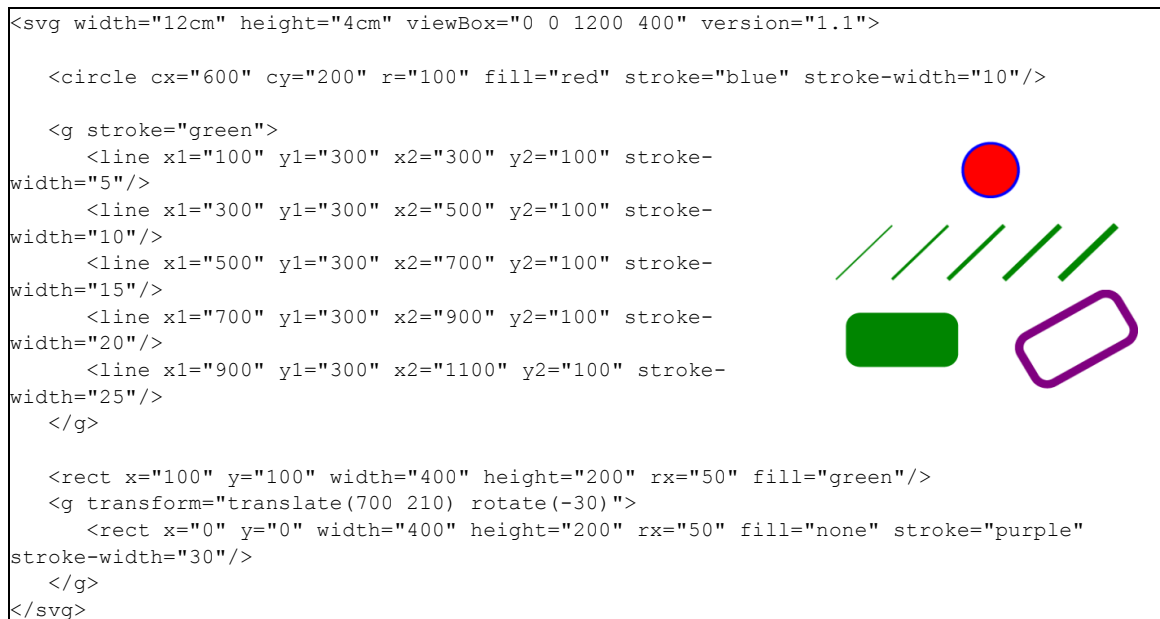 <svg width="12cm" height="4cm" viewBox="0 0 1200 400" version="1.1">
<circle cx="600" cy="200" r="100" fill="red" stroke="blue" stroke-width="10"/>
<g stroke="green">
<line x1="100" y1="300" x2="300" y2="100" stroke-
width="5"/>
<line x1="300" y1="300" x2="500" y2="100" stroke-
width="10"/>
<line x1="500" y1="300" x2="700" y2="100" stroke-
width="15"/>
<line x1="700" y1="300" x2="900" y2="100" stroke-
width="20"/>
<line x1="900" y1="300" x2="1100" y2="100" stroke-
width="25"/>
</g>
<rect x="100" y="100" width="400" height="200" rx="50" fill="green"/>
<g transform="translate(700 210) rotate(-30)">
<rect x="0" y="0" width="400" height="200" rx="50" fill="none" stroke="purple"
stroke-width="30"/>
</g>
</svg>